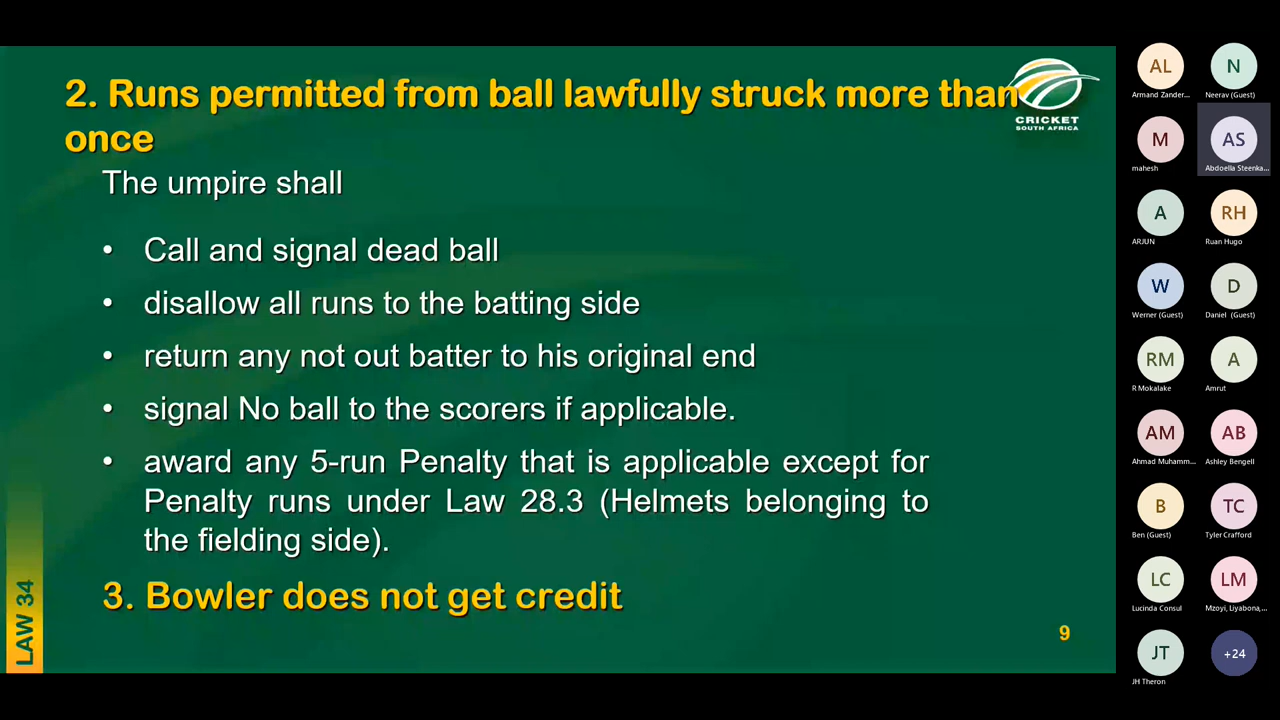 2. Runs permitted from ball lawfully struck more than
once
CRICKET
SOUTH AFRICA
The umpire shall
• Call and signal dead ball
• disallow all runs to the batting side
• return any not out batter to his original end
• signal No ball to the scorers if applicable.
• award any 5-run Penalty that is applicable except for
Penalty runs under Law 28.3 (Helmets belonging to
the fielding side).
3. Bowler does not get credit
LAW 34
9
AL
Armand Zander...
N
Neerav (Guest)
M
mahesh
AS
Abdoella Steenka...
A
ARJUN
RH
Ruan Hugo
W
Werner (Guest)
D
Daniel (Guest)
RM
R Mokalake
A
Amrut
AM
Ahmad Muhamm...
AB
Ashley Bengell
B
Ben (Guest)
TC
Tyler Crafford
LC
Lucinda Consul
LM
Mzoyi, Liyabona,...
JT
JH Theron
+24